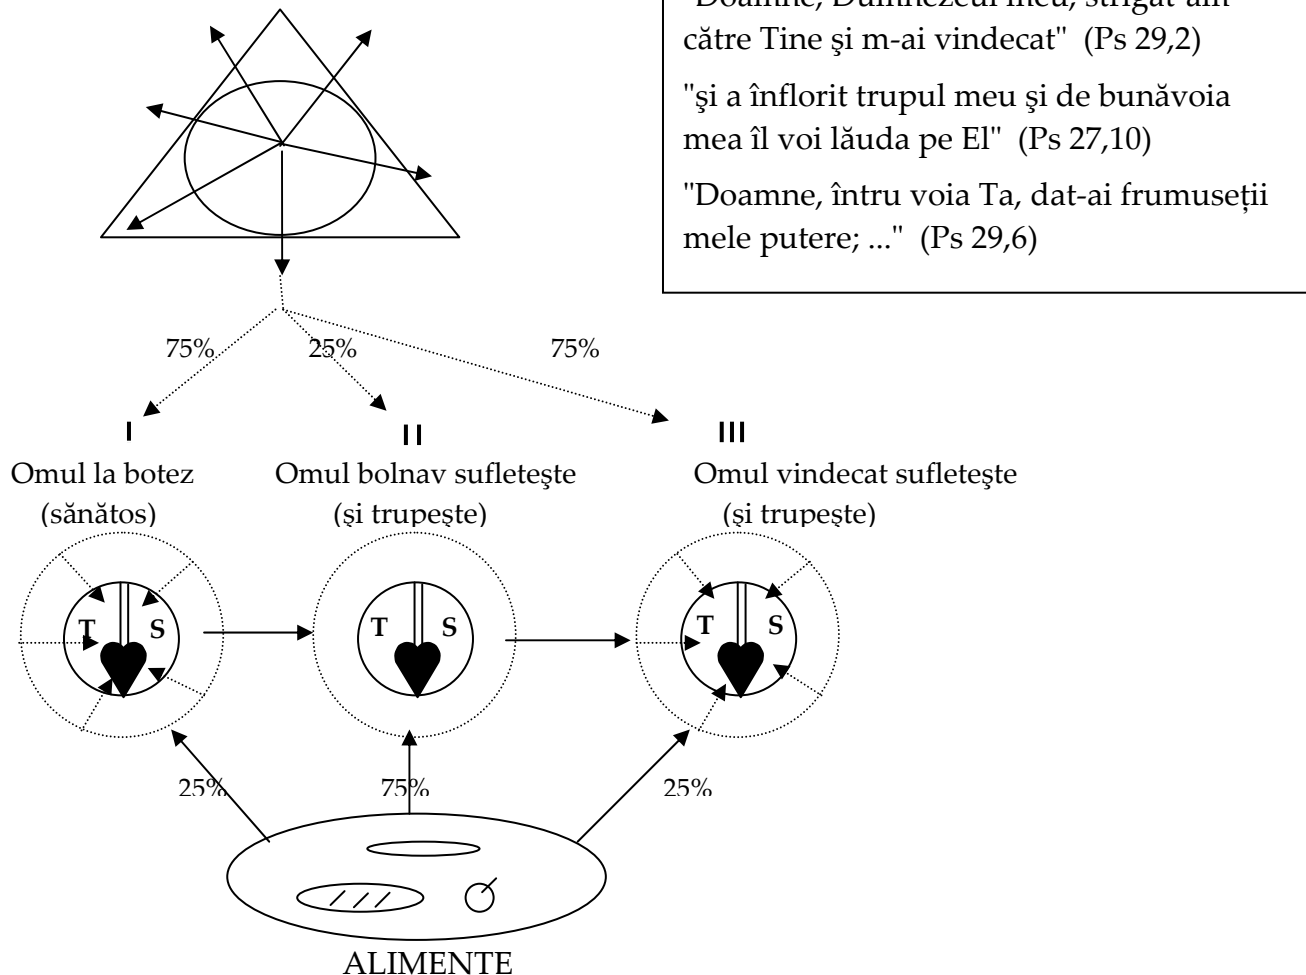 "Doamne, Dumnezeul meu, strigat-am
către Tine şi m-ai vindecat" (Ps 29,2)
"şi a înflorit trupul meu şi de bunăvoia
mea îl voi lăuda pe El" (Ps 27,10)
"Doamne, întru voia Ta, dat-ai frumuseții
mele putere; ..." (Ps 29,6)
75% 25% 75%
I II III
Omul la botez Omul bolnav sufleteşte Omul vindecat sufleteşte
(sănătos) (şi trupeşte) (şi trupeşte)
T S T S T S
25% 75% 25%
ALIMENTE